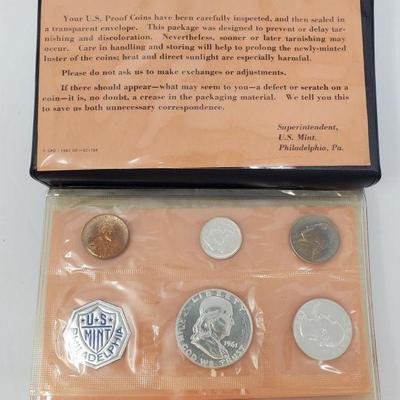 Your U.S. Proof Coins have been carefully inspected, and then sealed in
a transparent envelope. This package was designed to prevent or delay tar-
nishing and discoloration. Nevertheless, sooner or later tarnishing may
occur. Care in handling and storing will help to prolong the newly-minted
luster of the coins; heat and direct sunlight are especially harmful.
Please do not ask us to make exchanges or adjustments.
If there should appear—what may seem to you—a defect or scratch on a
coin—it is, no doubt, a crease in the packaging material. We tell you this
to save us both unnecessary correspondence.
Superintendent,
U.S. Mint,
Philadelphia, Pa.
U·S
MINT
PHILADELPHIA
LIBERTY
1961
IN GOD WE TRUST